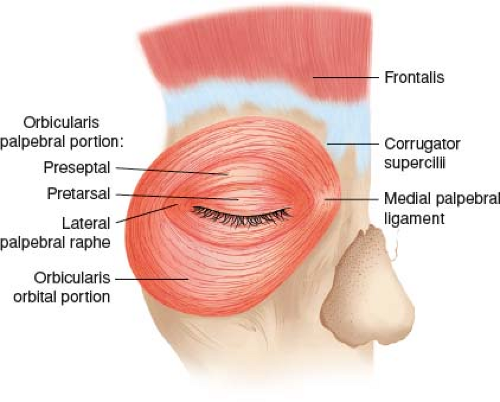 Frontalis
Orbicularis
palpebral portion:
Preseptal
Pretarsal
Lateral
palpebral raphe
Orbicularis
orbital portion
Corrugator
supercilii
Medial palpebral
ligament